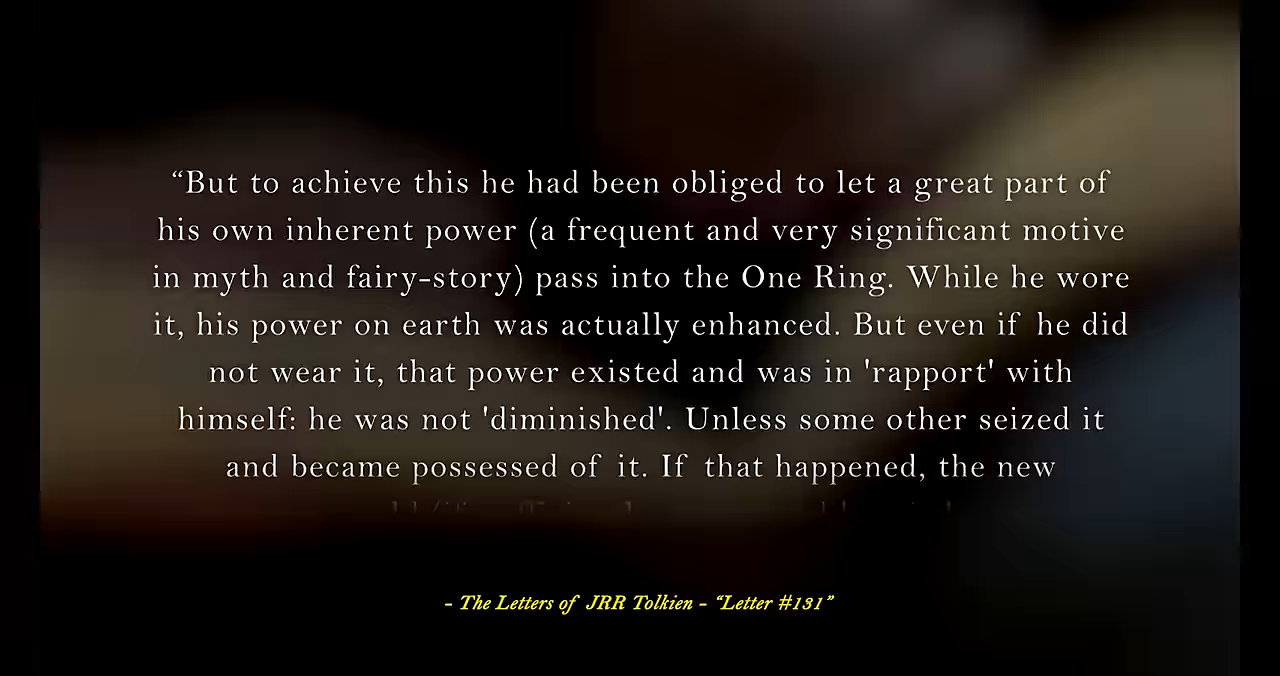 “But to achieve this he had been obliged to let a great part of
his own inherent power (a frequent and very significant motive
in myth and fairy-story) pass into the One Ring. While he wore
it, his power on earth was actually enhanced. But even if he did
not wear it, that power existed and was in 'rapport' with
himself: he was not 'diminished'. Unless some other seized it
and became possessed of it. If that happened, the new
- The Letters of JRR Tolkien - “Letter #131”